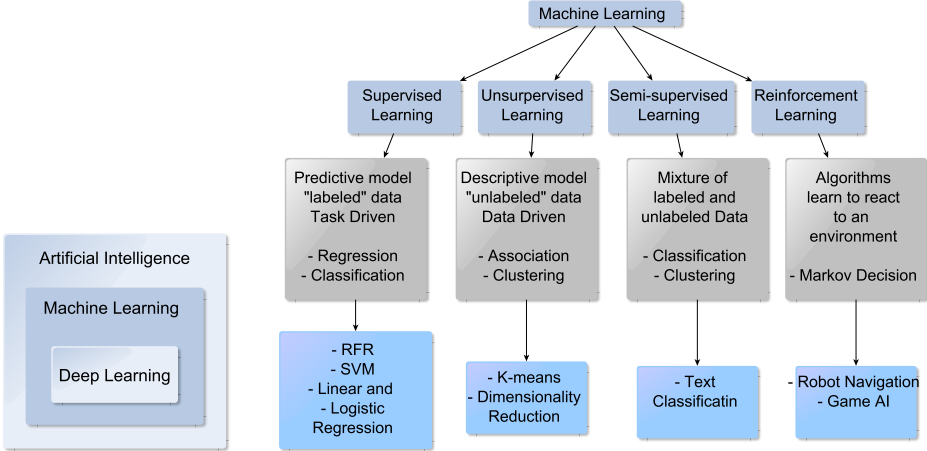 Machine Learning
Supervised
Learning
Unsurpervised
Learning
Semi-supervised
Learning
Reinforcement
Learning
Predictive model
"labeled" data
Task Driven
- Regression
- Classification
Descriptive model
"unlabeled" data
Data Driven
- Association
- Clustering
Mixture of
labeled and
unlabeled Data
- Classification
- Clustering
Algorithms
learn to react
to an
environment
- Markov Decision
- RFR
- SVM
- Linear and
- Logistic
Regression
- K-means
- Dimensionality
Reduction
- Text
Classificatin
- Robot Navigation
- Game AI
Artificial Intelligence
Machine Learning
Deep Learning